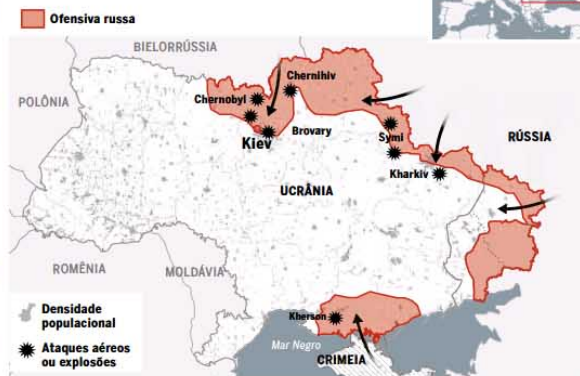 Ofensiva russa
BIELORRÚSSIA
POLÔNIA
Chernihiv
Chernobyl
Kiev
Brovary
Symi
RÚSSIA
Kharkiv
UCRÂNIA
ROMÊNIA
MOLDÁVIA
Densidade
populacional
Kherson
Ataques aéreos
ou explosões
Mar Negro
CRIMEIA